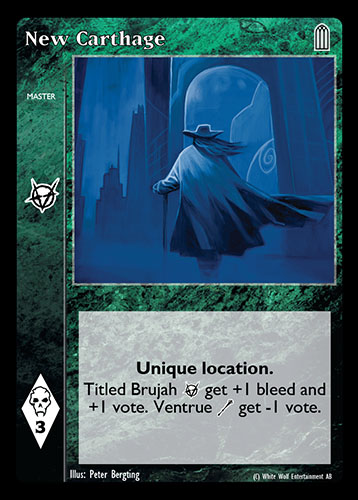 New Carthage
MASTER
Unique location.
Titled Brujah get +1 bleed and
+1 vote. Ventrue get -1 vote.
3
Illus: Peter Bergting
(C) White Wolf Entertainment AB